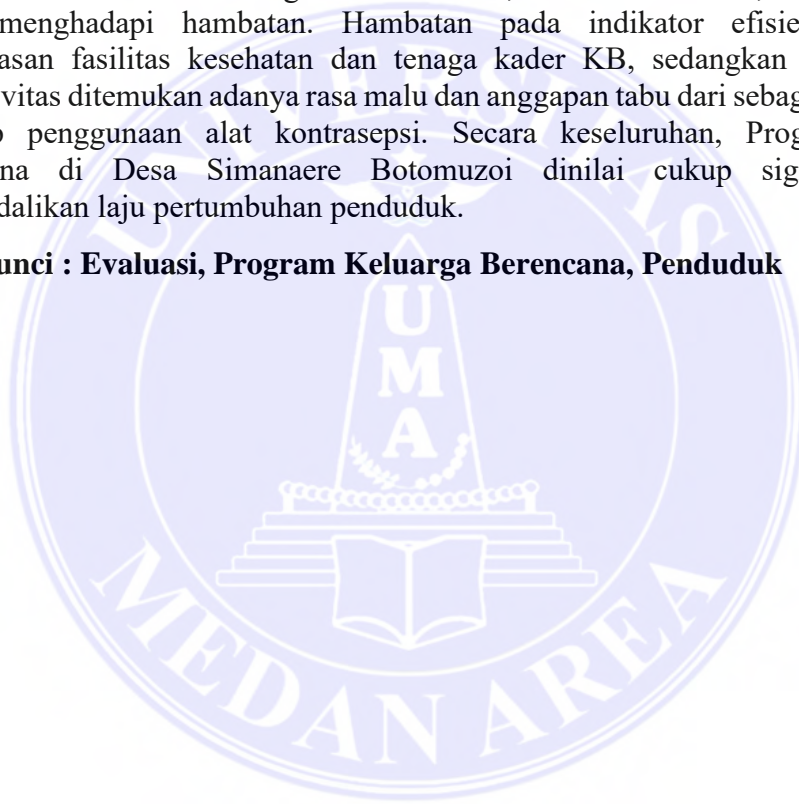 menghadapi hambatan. Hambatan pada indikator efisie
asan fasilitas kesehatan dan tenaga kader KB, sedangkan
vitas ditemukan adanya rasa malu dan anggapan tabu dari sebag
penggunaan alat kontrasepsi. Secara keseluruhan, Prog
na di Desa Simanaere Botomuzoi dinilai cukup sig
dalikan laju pertumbuhan penduduk.
unci : Evaluasi, Program Keluarga Berencana, Penduduk
UNIVERSITAS
UMA
MEDAN AREA